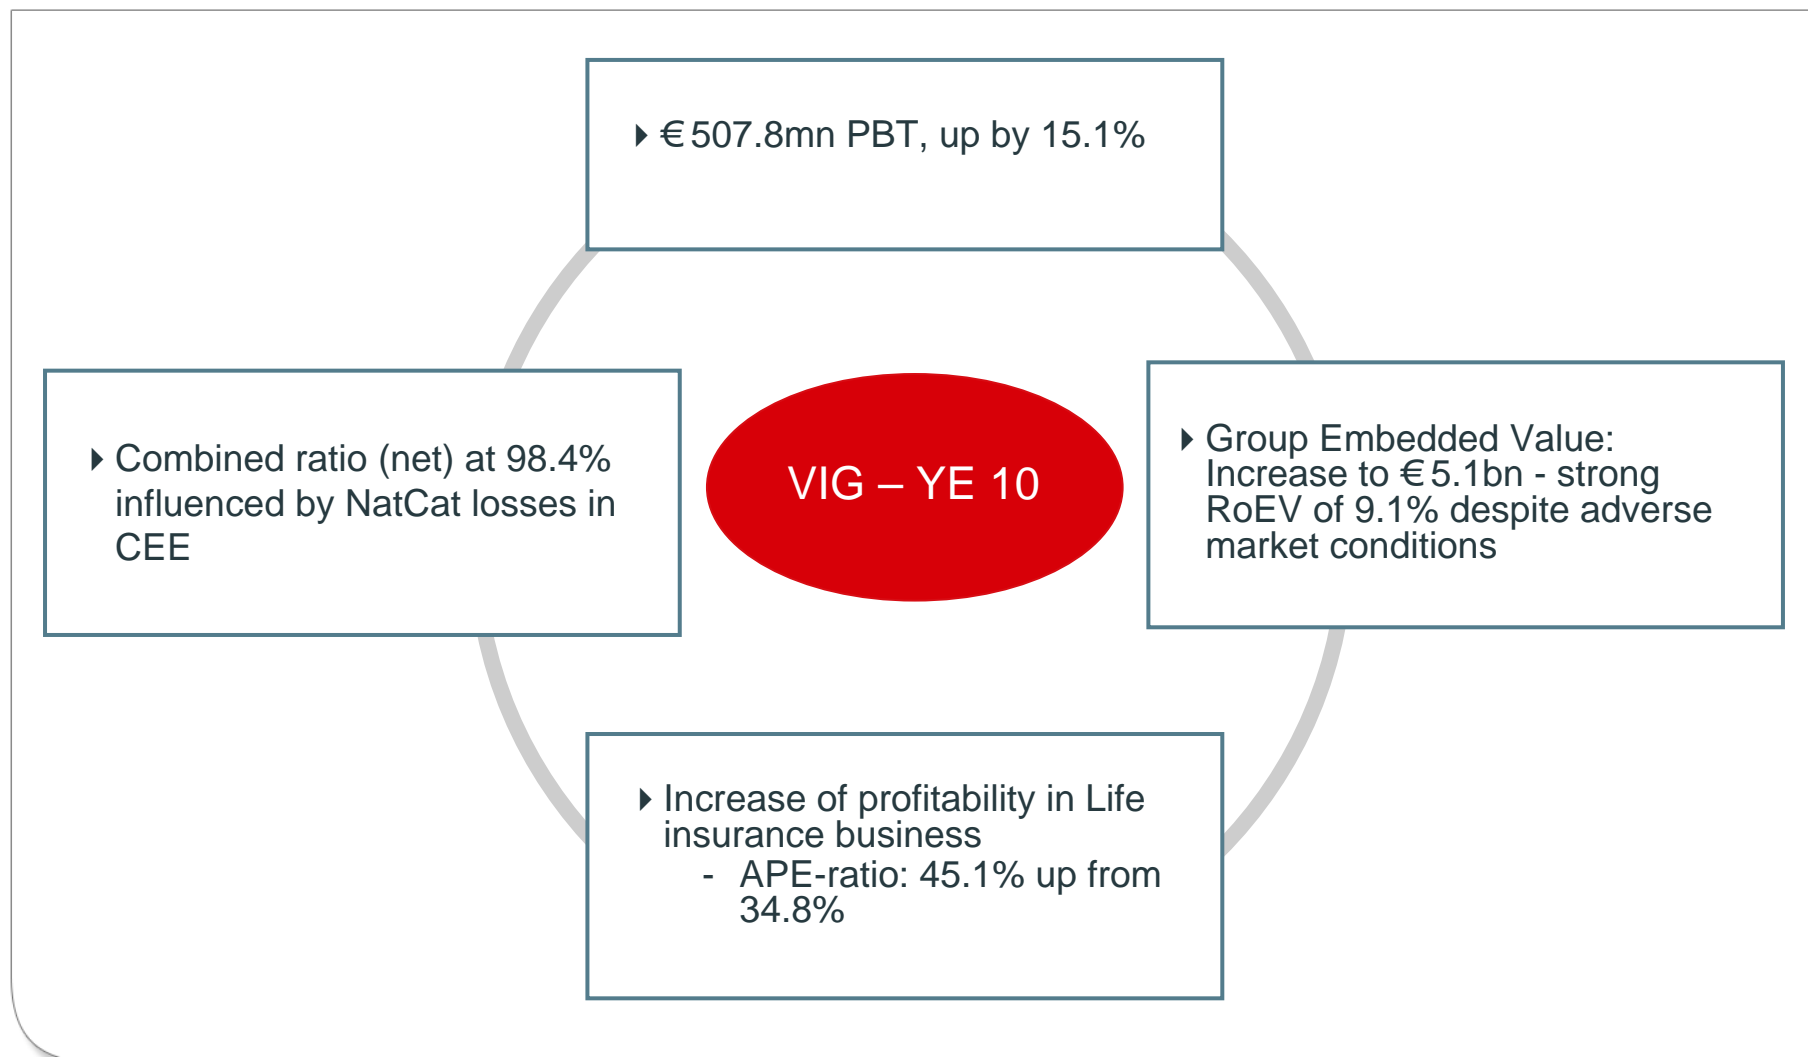 €507.8mn PBT, up by 15.1%
Combined ratio (net) at 98.4%
influenced by NatCat losses in
CEE
VIG – YE 10
Group Embedded Value:
Increase to €5.1bn - strong
RoEV of 9.1% despite adverse
market conditions
Increase of profitability in Life
insurance business
- APE-ratio: 45.1% up from
34.8%